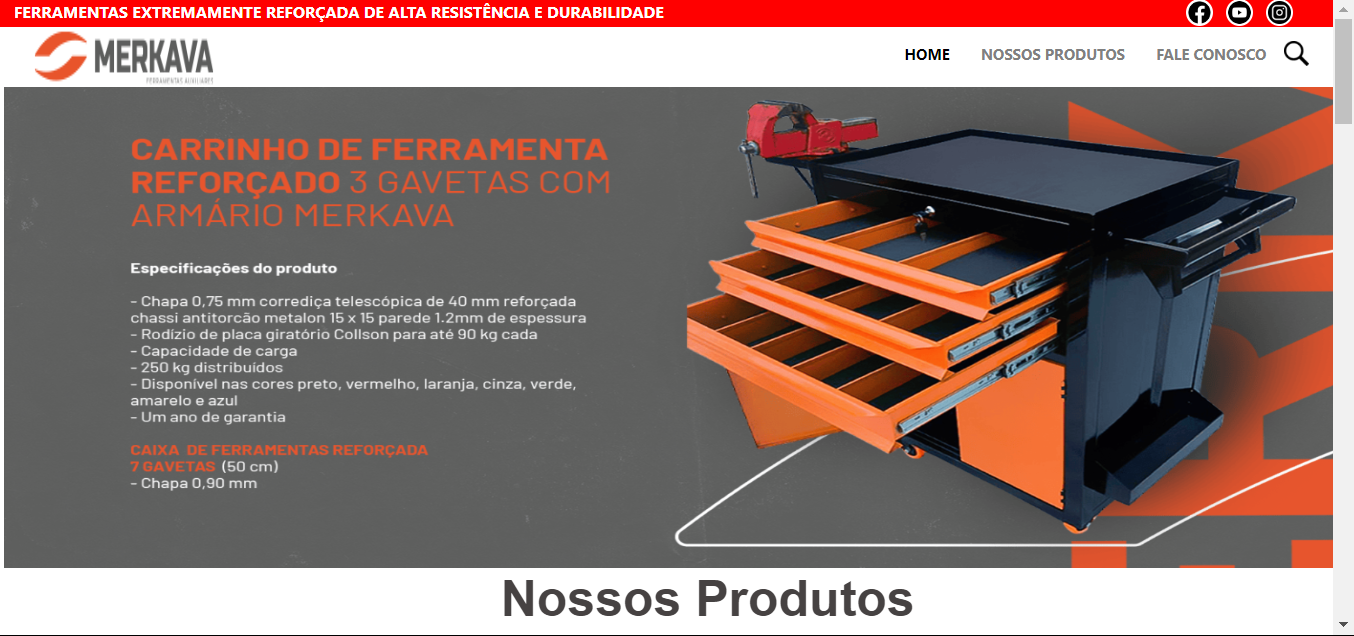 FERRAMENTAS EXTREMAMENTE REFORÇADA DE ALTA RESISTÊNCIA E DURABILIDADE
MERKAVA
FERRAMENTAS AUXILIARES
HOME
NOSSOS PRODUTOS
FALE CONOSCO
CARRINHO DE FERRAMENTA
REFORÇADO 3 GAVETAS COM
ARMÁRIO MERKAVA
Especificações do produto
- Chapa 0,75 mm corrediça telescópica de 40 mm reforçada
chassi antitorcão metalon 15 x 15 parede 1.2mm de espessura
- Rodízio de placa giratório Collson para até 90 kg cada
- Capacidade de carga
- 250 kg distribuídos
- Disponível nas cores preto, vermelho, laranja, cinza, verde,
amarelo e azul
- Um ano de garantia
CAIXA DE FERRAMENTAS REFORÇADA
7 GAVETAS (50 cm)
- Chapa 0,90 mm
Nossos Produtos